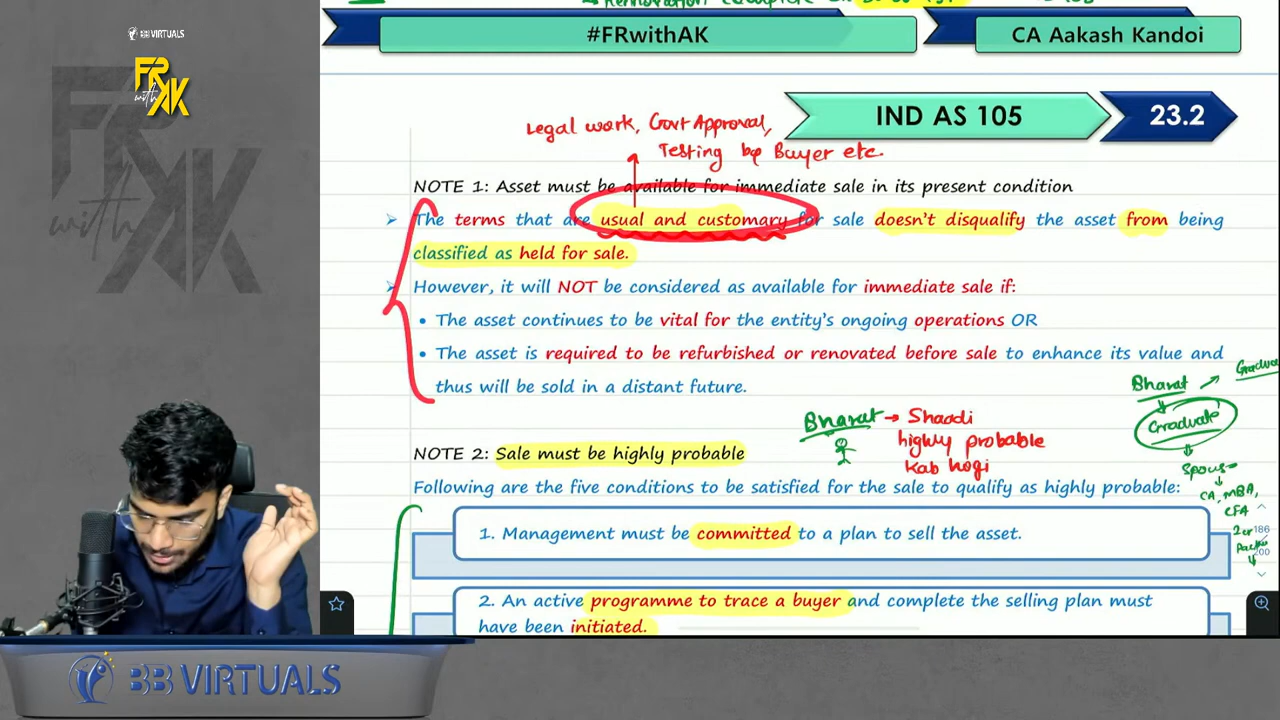 BB VIRTUALS
FR
with
AK
#FRwithAK
CA Aakash Kandoi
IND AS 105
23.2
Legal work, Govt Approval,
Testing by Buyer etc.
NOTE 1: Asset must be available for immediate sale in its present condition
➢ The terms that are usual and customary for sale doesn't disqualify the asset from being
classified as held for sale.
➢ However, it will NOT be considered as available for immediate sale if:
• The asset continues to be vital for the entity's ongoing operations OR
• The asset is required to be refurbished or renovated before sale to enhance its value and
thus will be sold in a distant future.
Bharat → Shaadi
highly probable
Kab hogi
Bharat
Graduate
Spouse
CA, MBA,
CFA
NOTE 2: Sale must be highly probable
Following are the five conditions to be satisfied for the sale to qualify as highly probable:
1. Management must be committed to a plan to sell the asset.
2. An active programme to trace a buyer and complete the selling plan must
have been initiated.
186
BB VIRTUALS